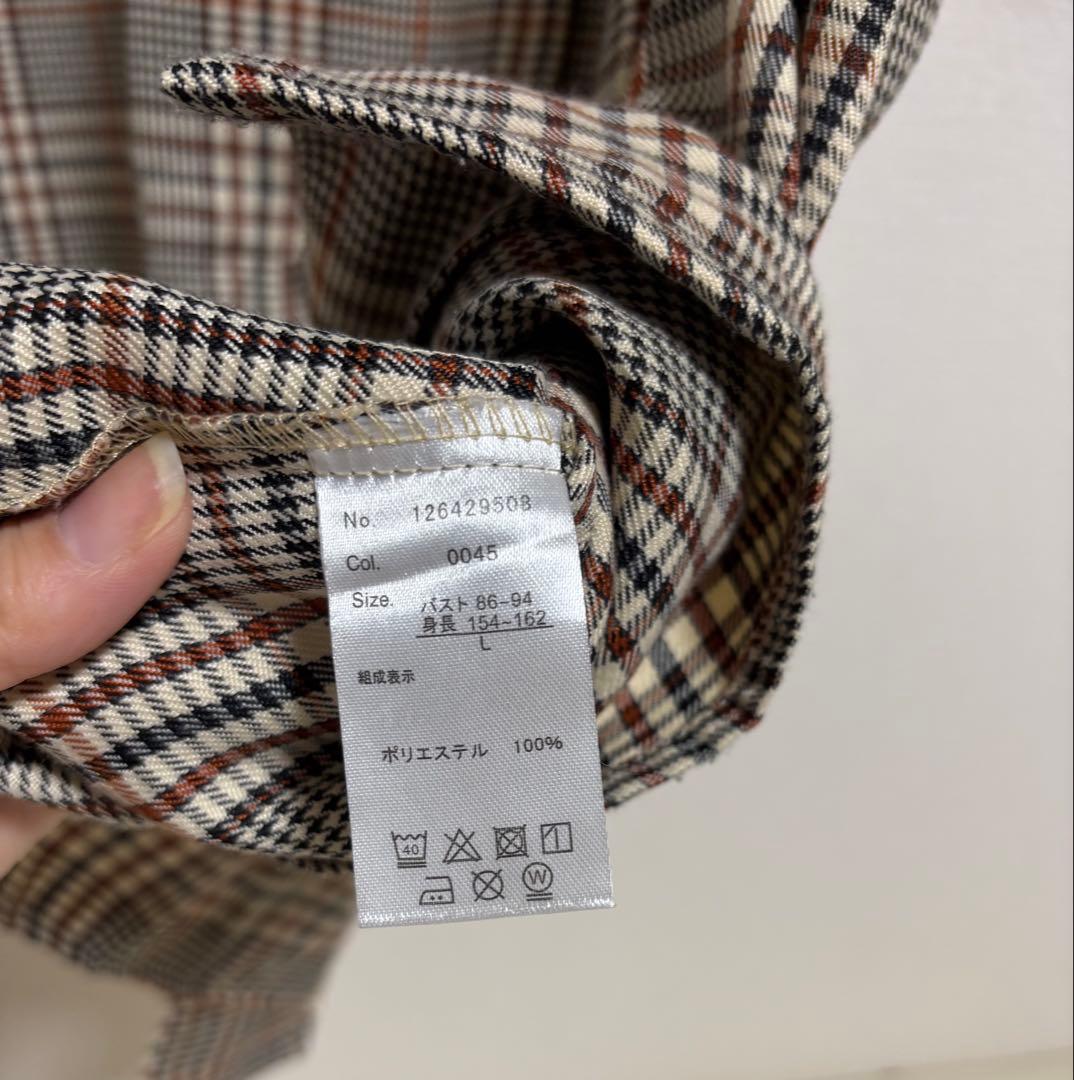 No. 126429508
Col. 0045
Size. バスト 86-94
身長 154~162
L
組成表示
ポリエステル 100%
40
W